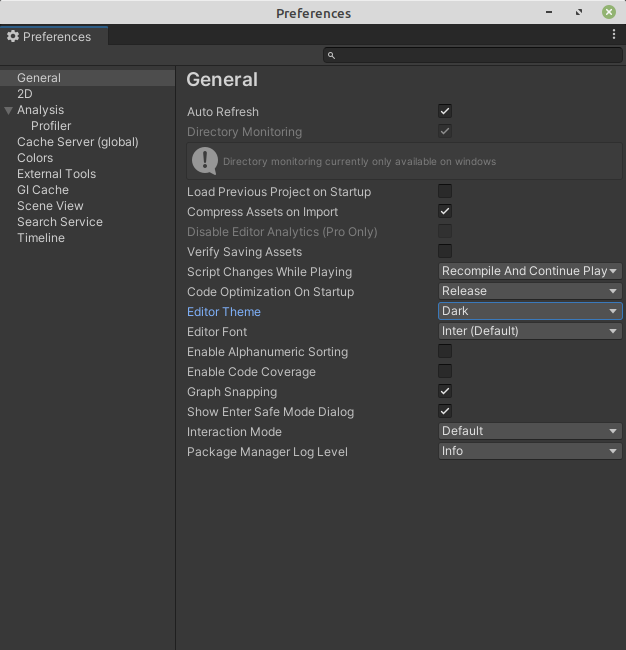 Preferences
Preferences
General
2D
Analysis
Profiler
Cache Server (global)
Colors
External Tools
GI Cache
Scene View
Search Service
Timeline
General
Auto Refresh
Directory Monitoring
Directory monitoring currently only available on windows
Load Previous Project on Startup
Compress Assets on Import
Disable Editor Analytics (Pro Only)
Verify Saving Assets
Script Changes While Playing Recompile And Continue Play
Code Optimization On Startup Release
Editor Theme Dark
Editor Font Inter (Default)
Enable Alphanumeric Sorting
Enable Code Coverage
Graph Snapping
Show Enter Safe Mode Dialog
Interaction Mode Default
Package Manager Log Level Info